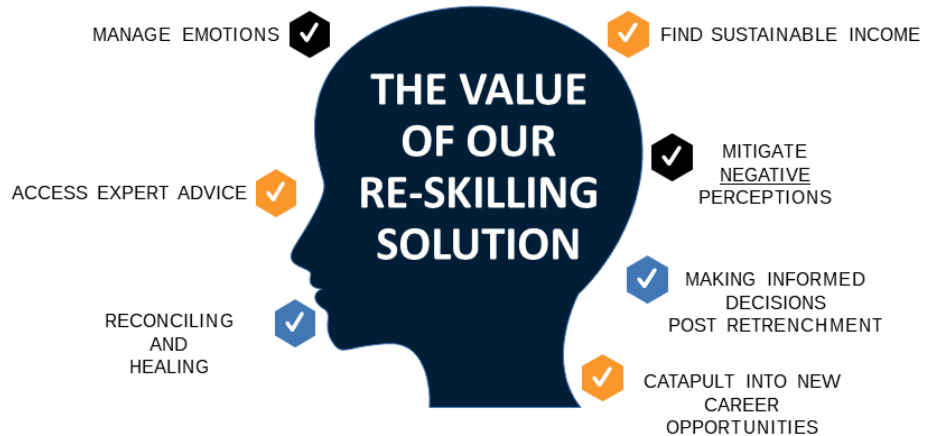 THE VALUE
OF OUR
RE-SKILLING
SOLUTION
MANAGE EMOTIONS
ACCESS EXPERT ADVICE
RECONCILING
AND
HEALING
FIND SUSTAINABLE INCOME
MITIGATE
NEGATIVE
PERCEPTIONS
MAKING INFORMED
DECISIONS
POST RETRENCHMENT
CATAPULT INTO NEW
CAREER
OPPORTUNITIES